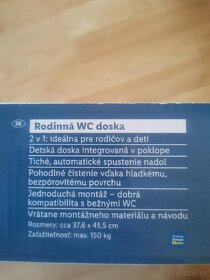 SK
Rodinná WC doska
2 v 1: ideálna pre rodičov a deti
Detská doska integrovaná v poklope
Tiché, automatické spustenie nadol
Pohodlné čistenie vďaka hladkému,
bezpórovitému povrchu
Jednoduchá montáž – dobrá
kompatibilita s bežnými WC
Vrátane montážneho materiálu a návodu
Rozmery: cca 37,6 x 45,5 cm
Zaťažiteľnosť: max. 150 kg